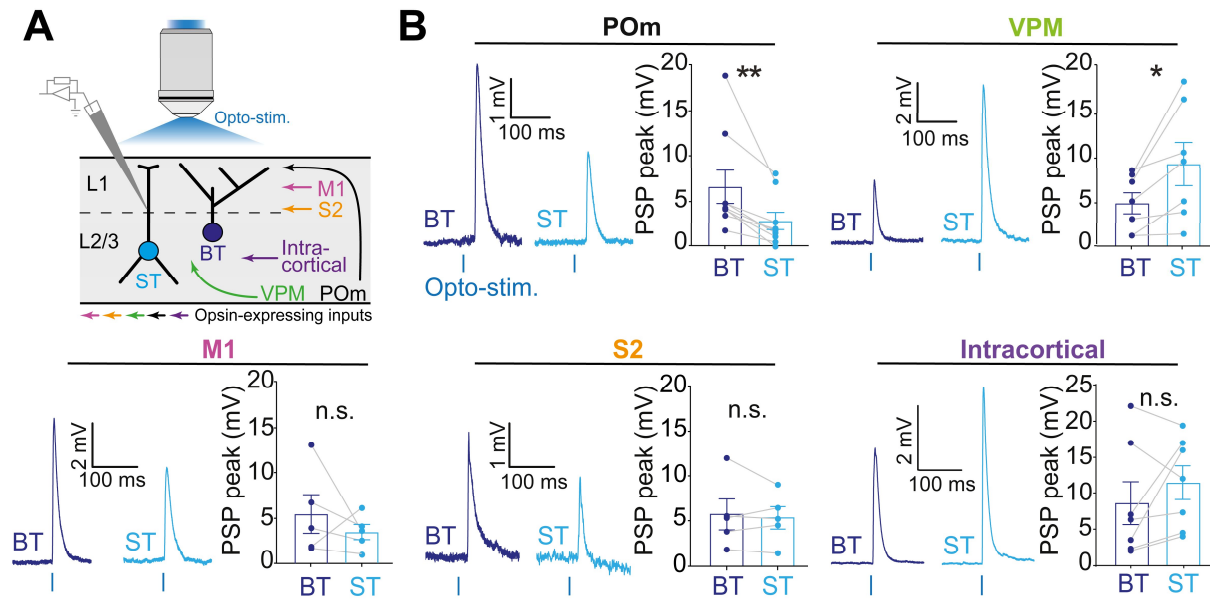 A
Opto-stim.
L1
M1
S2
L2/3
BT
Intra-
cortical
ST
VPM
POm
Opsin-expressing inputs
B
POm
1 mV
100 ms
BT
ST
Opto-stim.
PSP peak (mV)
20
15
10
5
0
**
BT
ST
VPM
2 mV
100 ms
BT
ST
PSP peak (mV)
20
15
10
5
0
*
BT
ST
M1
2 mV
100 ms
BT
ST
PSP peak (mV)
20
15
10
5
0
n.s.
BT
ST
S2
1 mV
100 ms
BT
ST
PSP peak (mV)
20
15
10
5
0
n.s.
BT
ST
Intracortical
2 mV
100 ms
BT
ST
PSP peak (mV)
25
20
15
10
5
0
n.s.
BT
ST